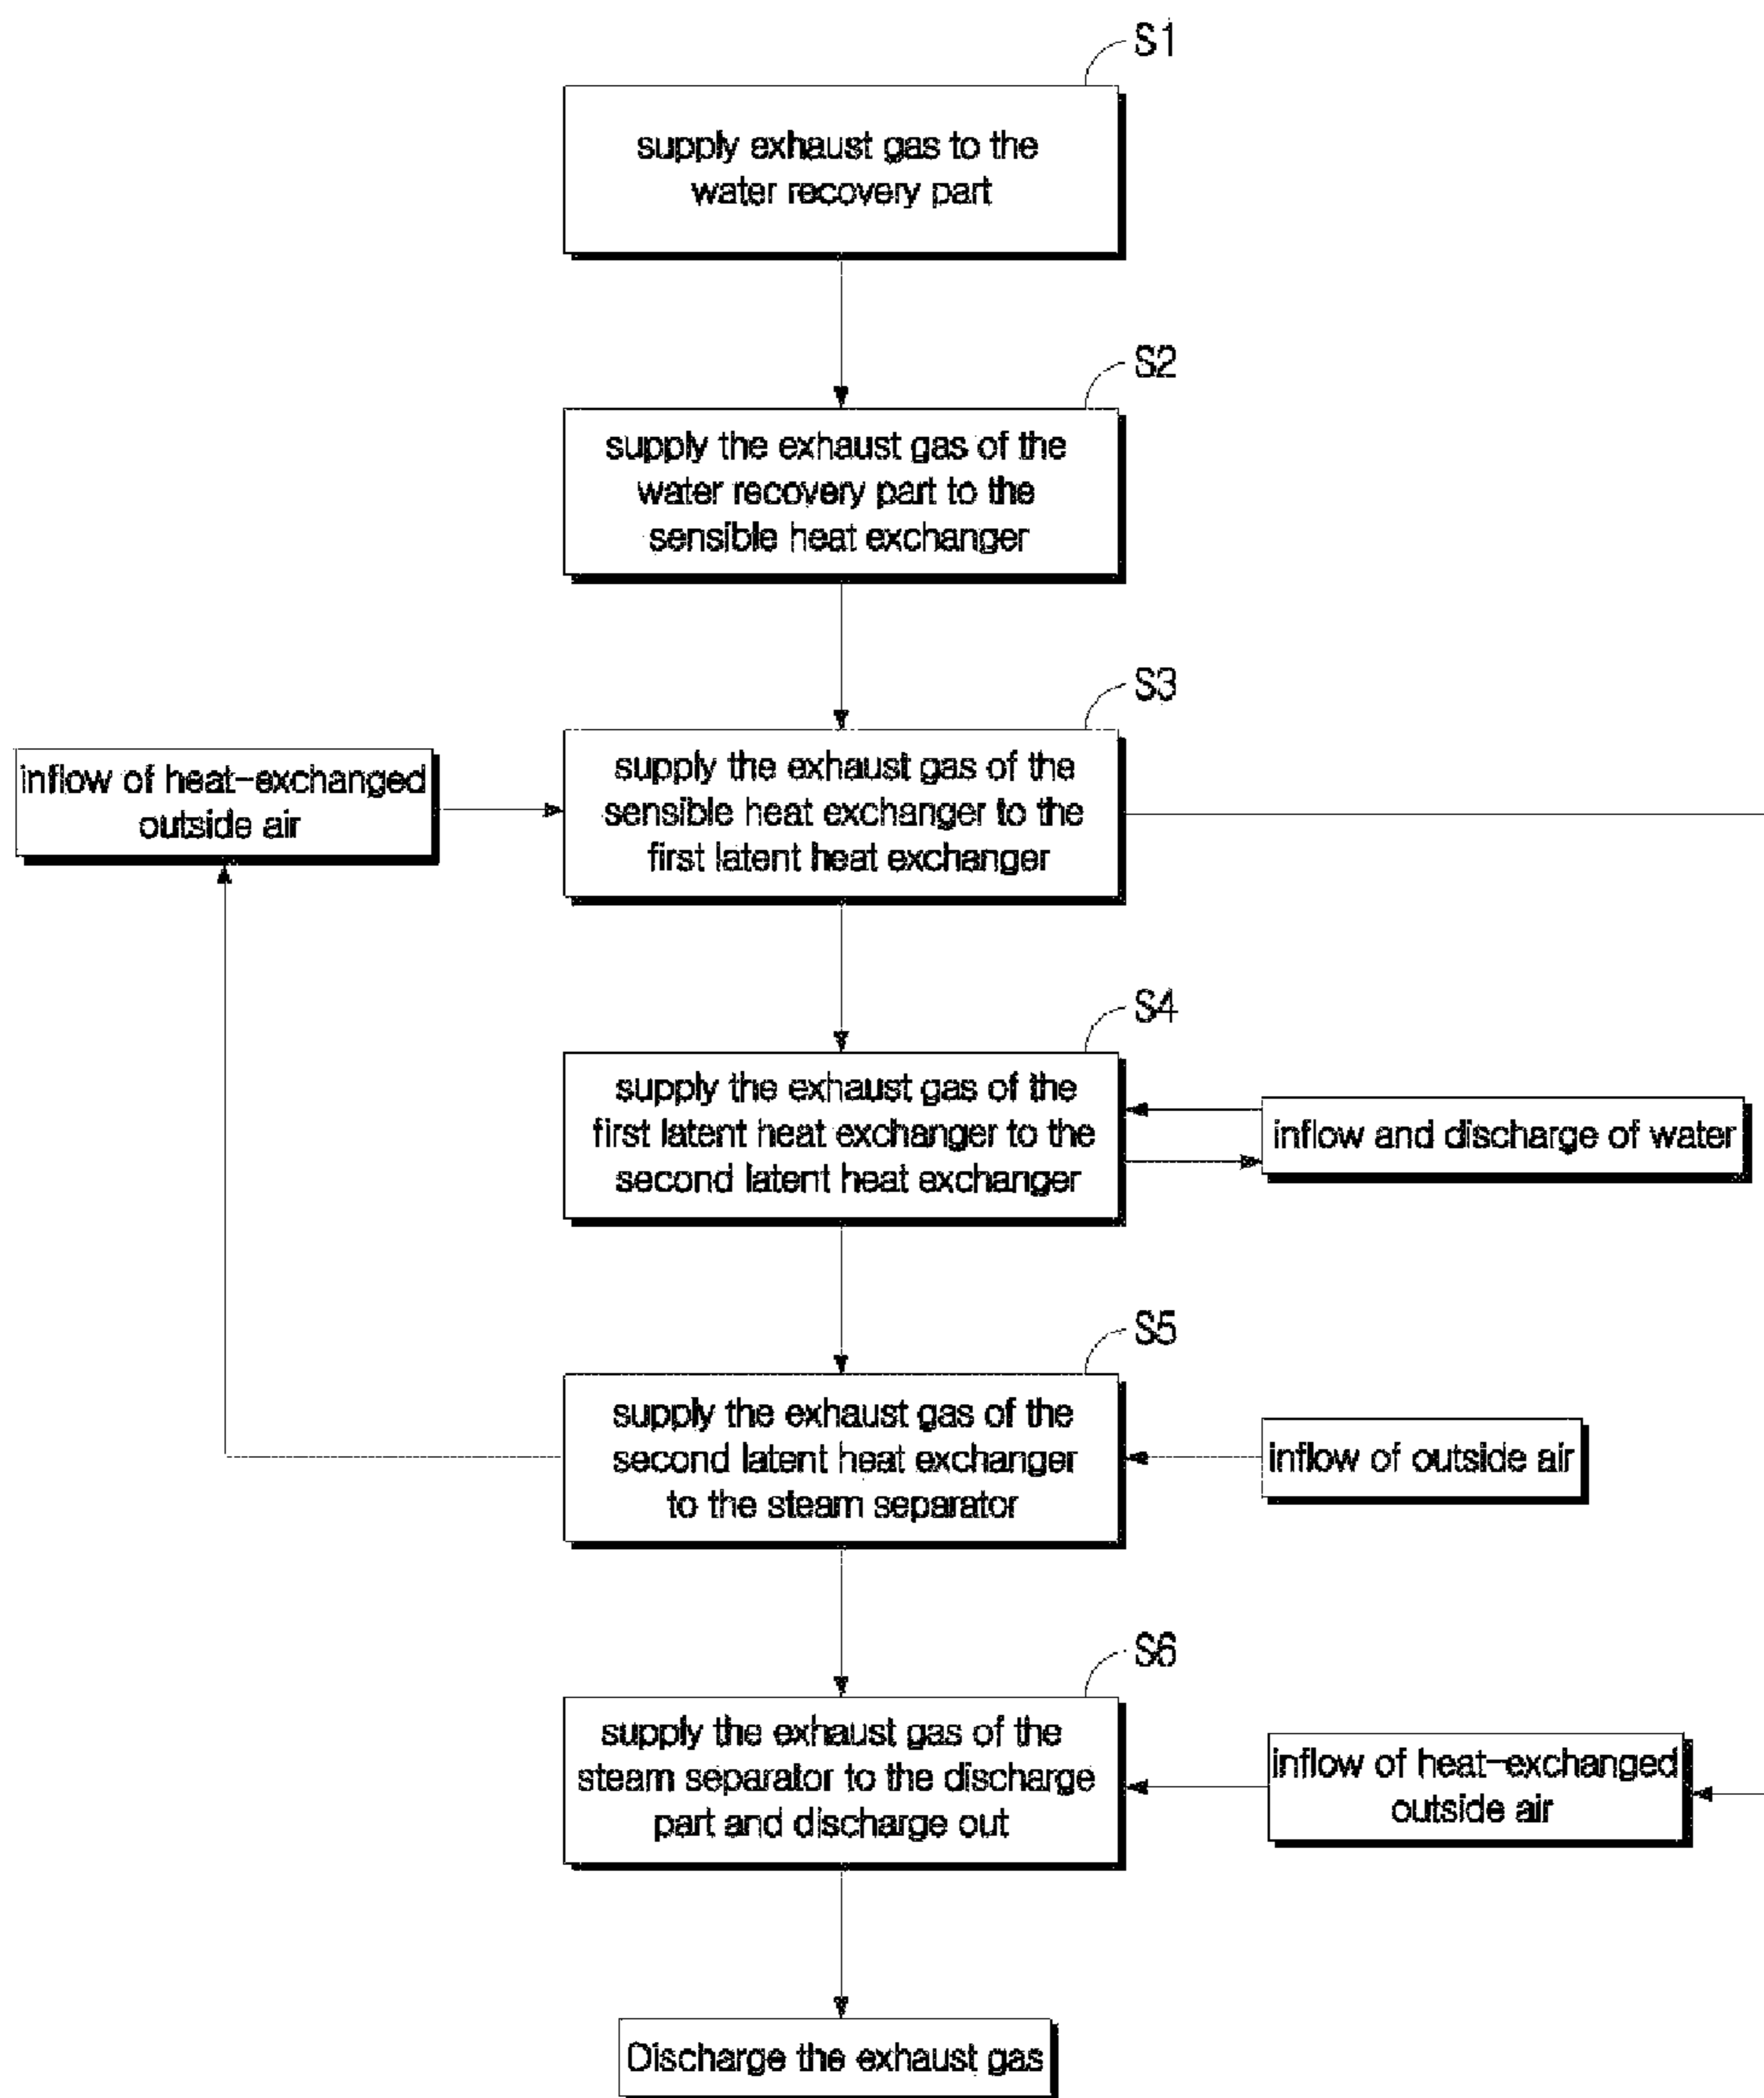 S1
supply exhaust gas to the
water recovery part
S2
supply the exhaust gas of the
water recovery part to the
sensible heat exchanger
S3
inflow of heat-exchanged
outside air
supply the exhaust gas of the
sensible heat exchanger to the
first latent heat exchanger
S4
supply the exhaust gas of the
first latent heat exchanger to the
second latent heat exchanger
inflow and discharge of water
S5
supply the exhaust gas of the
second latent heat exchanger
to the steam separator
inflow of outside air
S6
supply the exhaust gas of the
steam separator to the discharge
part and discharge out
inflow of heat-exchanged
outside air
Discharge the exhaust gas